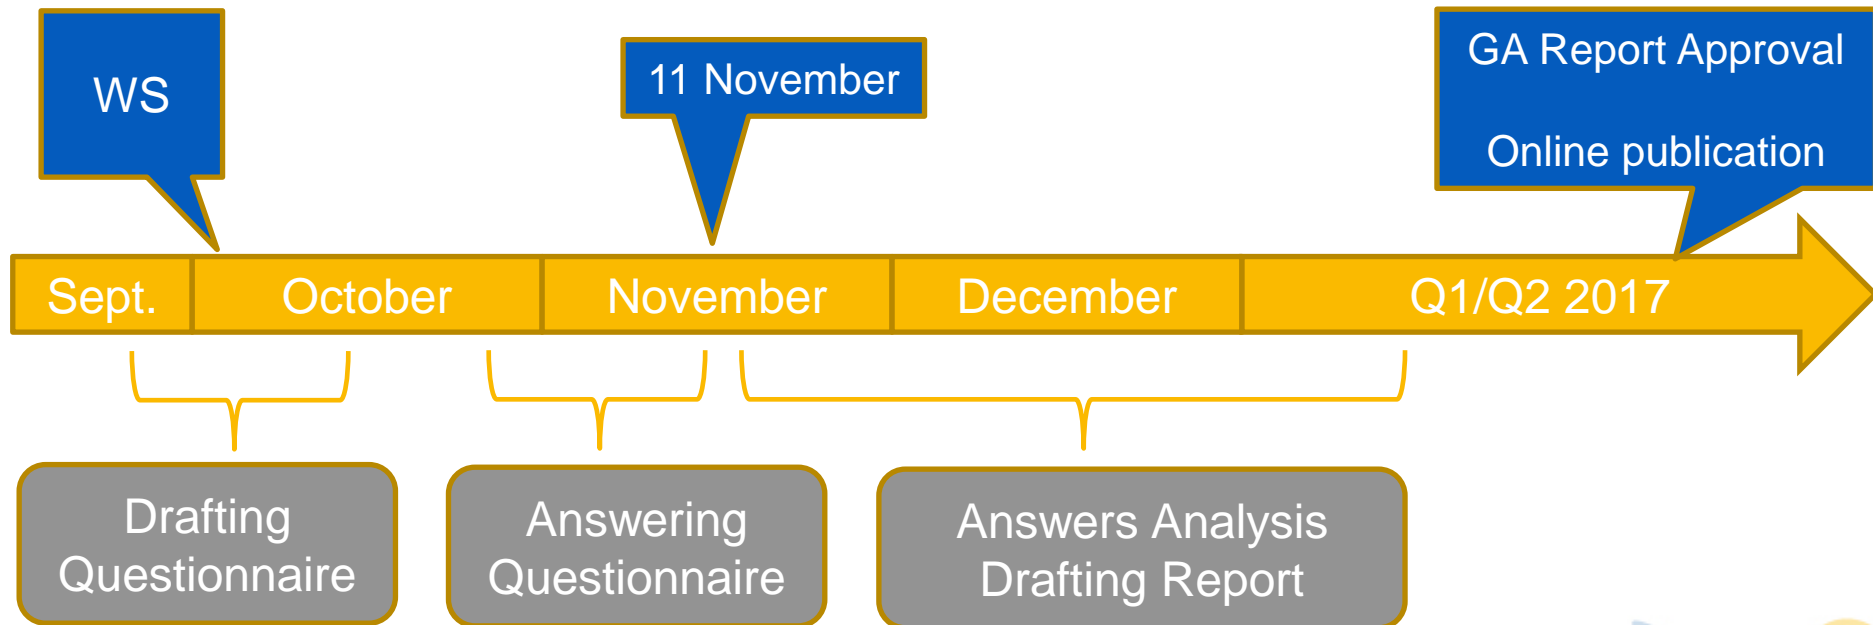 WS
11 November
GA Report Approval
Online publication
Sept.
October
November
December
Q1/Q2 2017
Drafting
Questionnaire
Answering
Questionnaire
Answers Analysis
Drafting Report